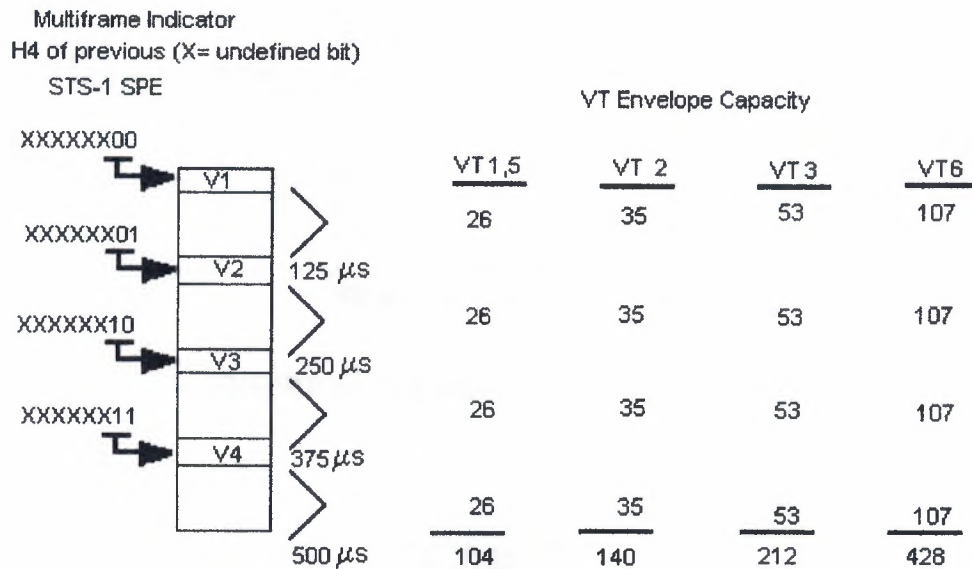 Multiframe Indicator
H4 of previous (X= undefined bit)
STS-1 SPE
VT Envelope Capacity
XXXXXX00
V1
VT1,5 VT 2 VT3 VT6
26 35 53 107
XXXXXX01
V2
125 μs
XXXXXX10
26 35 53 107
V3
250 μs
XXXXXX11
26 35 53 107
V4
375 μs
26 35 53 107
500 μs
104 140 212 428